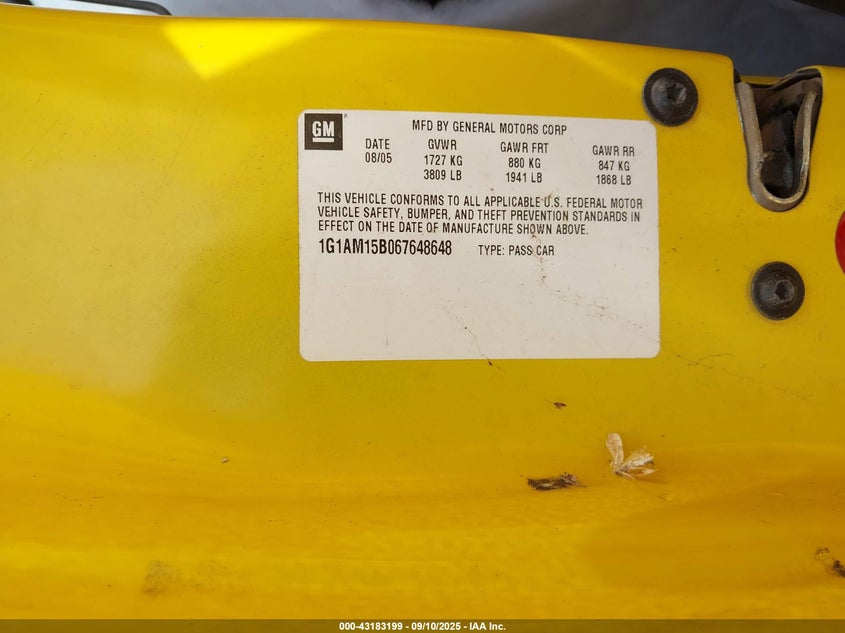 GM
MFD BY GENERAL MOTORS CORP
DATE GVWR GAWR FRT GAWR RR
08/05 1727 KG 880 KG 847 KG
3809 LB 1941 LB 1868 LB
THIS VEHICLE CONFORMS TO ALL APPLICABLE U.S. FEDERAL MOTOR
VEHICLE SAFETY, BUMPER, AND THEFT PREVENTION STANDARDS IN
EFFECT ON THE DATE OF MANUFACTURE SHOWN ABOVE.
1G1AM15B067648648 TYPE: PASS CAR
000-43183199 - 09/10/2025 - IAA Inc.